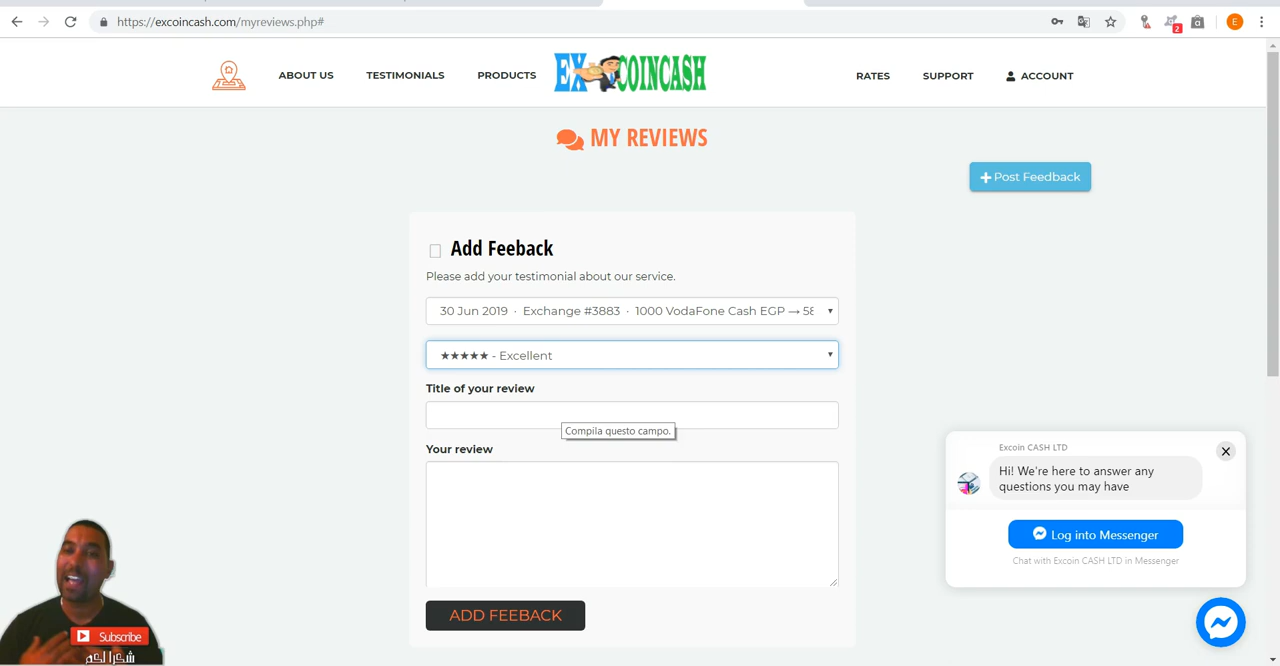 https://excoincash.com/myreviews.php#
2
E
ABOUT US
TESTIMONIALS
PRODUCTS
EXCOINCASH
RATES
SUPPORT
ACCOUNT
MY REVIEWS
Post Feedback
Add Feeback
Please add your testimonial about our service.
30 Jun 2019 · Exchange #3883 · 1000 VodaFone Cash EGP → 58
★★★★★ - Excellent
Title of your review
Compila questo campo.
Your review
ADD FEEBACK
Excoin CASH LTD
Hi! We're here to answer any
questions you may have
Log into Messenger
Chat with Excoin CASH LTD in Messenger
Subscribe
شكرا لكم